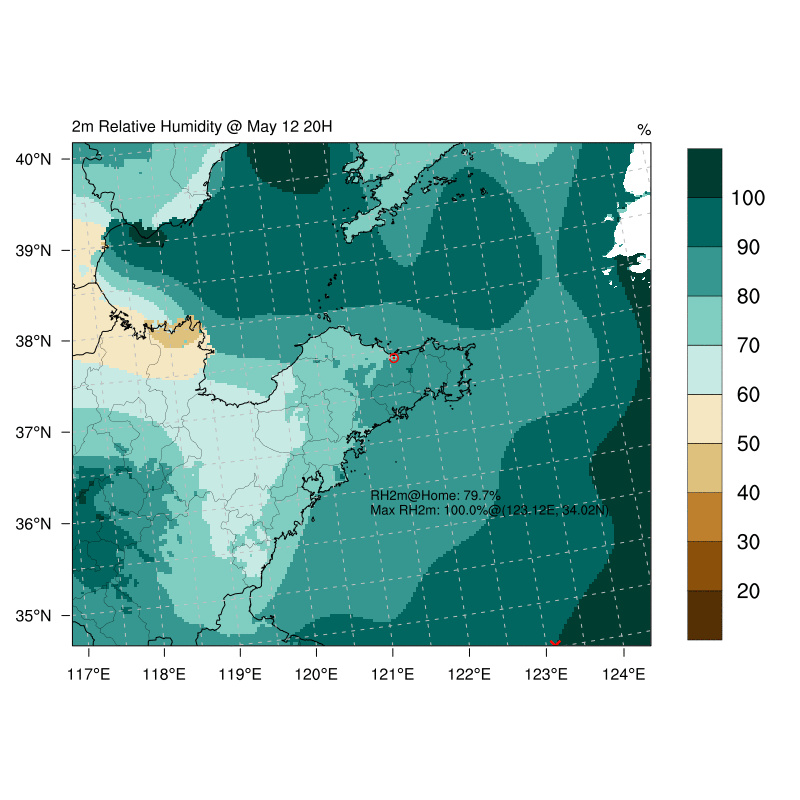 2m Relative Humidity @ May 12 20H
%
40°N
39°N
38°N
37°N
36°N
35°N
117°E
118°E
119°E
120°E
121°E
122°E
123°E
124°E
100
90
80
70
60
50
40
30
20
RH2m@Home: 79.7%
Max RH2m: 100.0%@(123.12E, 34.02N)